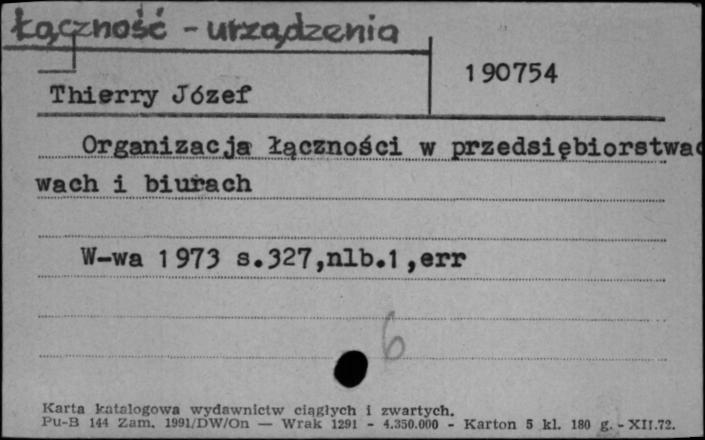 Łączność - urządzenia
190754
Thierry Józef
Organizacja łączności w przedsiębiorstwac
wach i biurach
W-wa 1973 s.327,nlb.1,err
6
Karta katalogowa wydawnictw ciągłych i zwartych.
Pu-B 144 Zam. 1991/DW/On — Wrak 1291 - 4.350.000 - Karton 5 kl. 180 g. - XII.72.